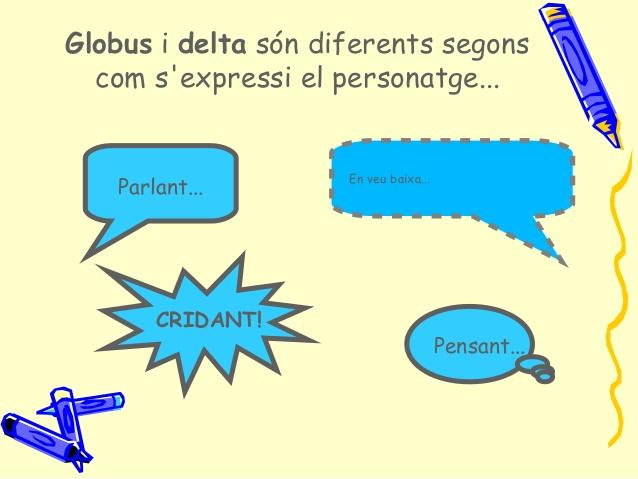 Globus i delta són diferents segons
com s'expressi el personatge...
Parlant...
En veu baixa...
CRIDANT!
Pensant...